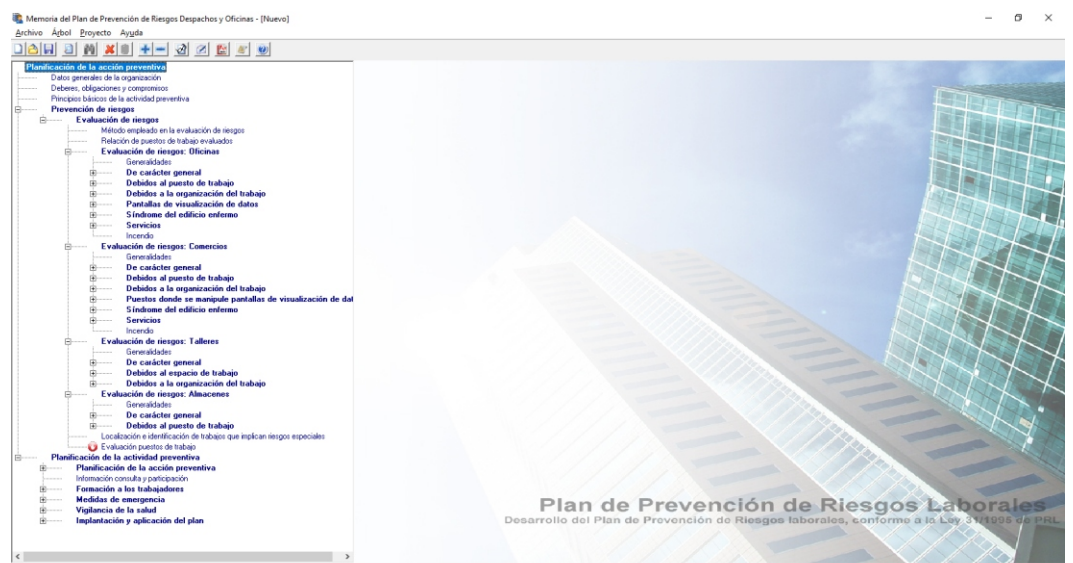 Memoria del Plan de Prevención de Riesgos Despachos y Oficinas - [Nuevo]
Archivo Árbol Proyecto Ayuda
Planificación de la acción preventiva
Datos generales de la organización
Deberes, obligaciones y compromisos
Principios básicos de la actividad preventiva
Prevención de riesgos
Evaluación de riesgos
Método empleado en la evaluación de riesgos
Relación de puestos de trabajo evaluados
Evaluación de riesgos: Oficinas
Generalidades
De carácter general
Debidos al puesto de trabajo
Debidos a la organización del trabajo
Pantallas de visualización de datos
Síndrome del edificio enfermo
Servicios
Incendio
Evaluación de riesgos: Comercios
Generalidades
De carácter general
Debidos al puesto de trabajo
Debidos a la organización del trabajo
Puestos donde se manipule pantallas de visualización de dat
Síndrome del edificio enfermo
Servicios
Incendio
Evaluación de riesgos: Talleres
Generalidades
De carácter general
Debidos al espacio de trabajo
Debidos a la organización del trabajo
Evaluación de riesgos: Almacenes
Generalidades
De carácter general
Debidos al puesto de trabajo
Localización e identificación de trabajos que implican riesgos especiales
Evaluación puestos de trabajo
Planificación de la actividad preventiva
Planificación de la acción preventiva
Información consulta y participación
Formación a los trabajadores
Medidas de emergencia
Vigilancia de la salud
Implantación y aplicación del plan
Plan de Prevención de Riesgos Laborales
Desarrollo del Plan de Prevención de Riesgos laborales, conforme a la Ley 31/1995 de PRL